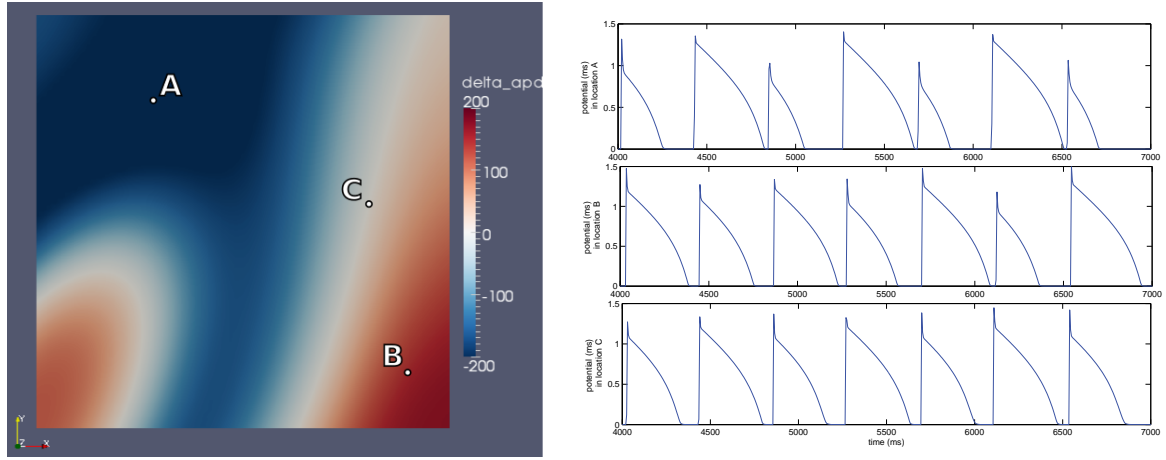 A
C
B
delta_apd
200
100
0
-100
-200
Y
Z
X
potential (ms)
in location A
1.5
1
0.5
0
4000 4500 5000 5500 6000 6500 7000
potential (ms)
in location B
1.5
1
0.5
0
4000 4500 5000 5500 6000 6500 7000
potential (ms)
in location C
1.5
1
0.5
0
4000 4500 5000 5500 6000 6500 7000
time (ms)